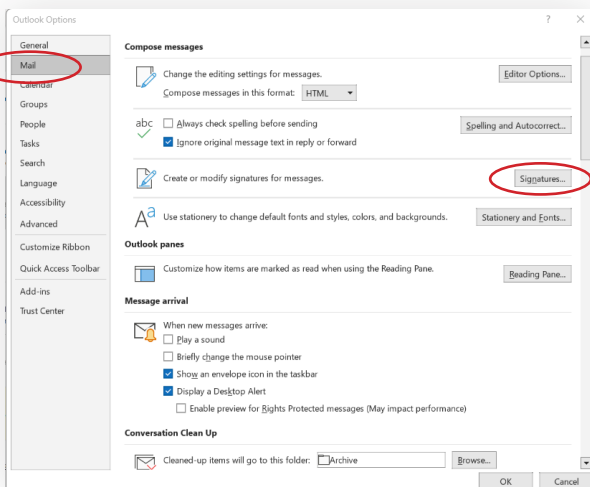 Outlook Options ? ×
General
Mail
Calendar
Groups
People
Tasks
Search
Language
Accessibility
Advanced
Customize Ribbon
Quick Access Toolbar
Add-ins
Trust Center
Compose messages
Change the editing settings for messages. Editor Options...
Compose messages in this format: HTML
abc Always check spelling before sending Spelling and Autocorrect...
Ignore original message text in reply or forward
Create or modify signatures for messages. Signatures...
Aa Use stationery to change default fonts and styles, colors, and backgrounds. Stationery and Fonts...
Outlook panes
Customize how items are marked as read when using the Reading Pane. Reading Pane...
Message arrival
When new messages arrive:
Play a sound
Briefly change the mouse pointer
Show an envelope icon in the taskbar
Display a Desktop Alert
Enable preview for Rights Protected messages (May impact performance)
Conversation Clean Up
Cleaned-up items will go to this folder: Archive Browse...
OK Cancel